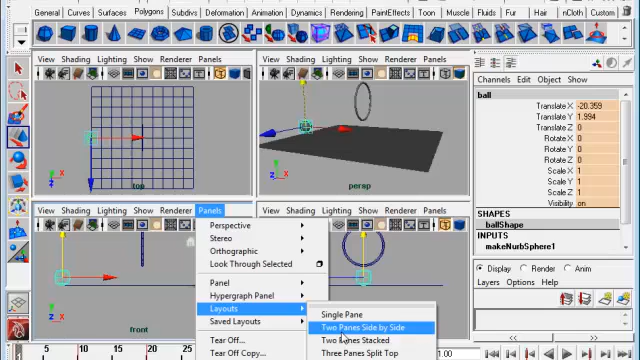 General Curves Surfaces Polygons Deformation Animation Dynamics Rendering PaintEffects Toon Muscle Fluids Fur Hair nCloth Custom
View Shading Lighting Show Renderer Panels
View Shading Lighting Show Renderer Panels
Channels Edit Object Show
ball
Translate X -20.359
Translate Y 1.994
Translate Z 0
Rotate X 0
Rotate Y 0
Rotate Z 0
Scale X 1
Scale Y 1
Scale Z 1
Visibility on
SHAPES
ballShape
INPUTS
makeNurbSphere1
top
persp
View Shading Lighting Show Renderer Panels
View Shading Lighting Show Renderer Panels
front
Perspective
Stereo
Orthographic
Look Through Selected
Panel
Hypergraph Panel
Layouts
Saved Layouts
Tear Off...
Tear Off Copy...
Single Pane
Two Panes Side by Side
Two Panes Stacked
Three Panes Split Top
Display Render Anim
Layers Options Help